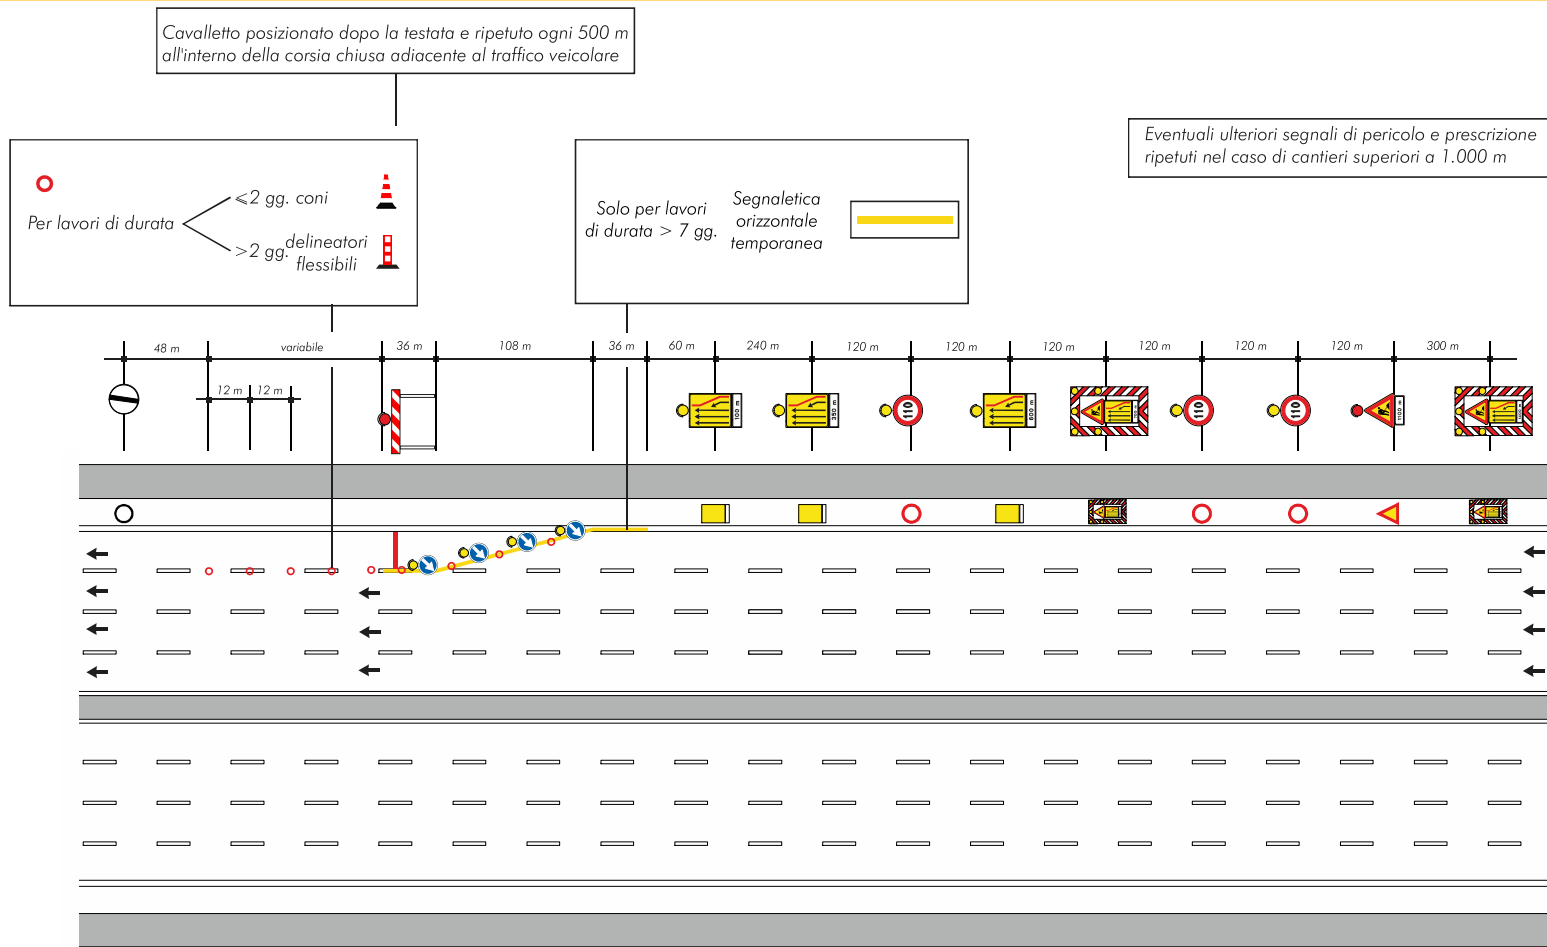 Cavalletto posizionato dopo la testata e ripetuto ogni 500 m
all'interno della corsia chiusa adiacente al traffico veicolare
Eventuali ulteriori segnali di pericolo e prescrizione
ripetuti nel caso di cantieri superiori a 1.000 m
Per lavori di durata
⩽2 gg. coni
>2 gg. delineatori
flessibili
Solo per lavori
di durata > 7 gg.
Segnaletica
orizzontale
temporanea
48 m
variabile
36 m
108 m
36 m
60 m
240 m
120 m
120 m
120 m
120 m
120 m
120 m
300 m
12 m
12 m
100 m
350 m
110
600 m
110
110